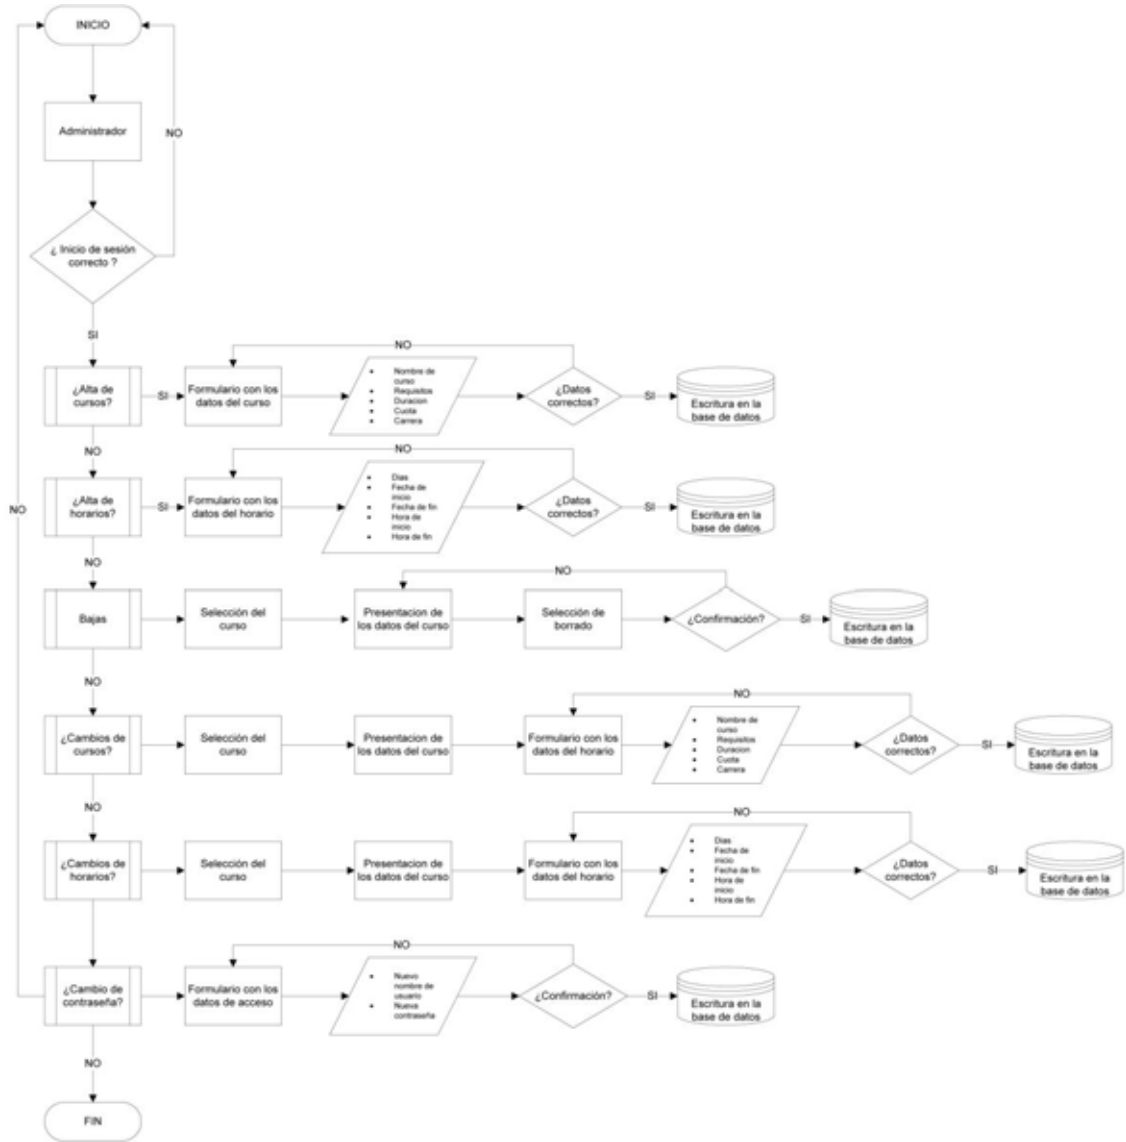 INICIO
Administrador
NO
¿ Inicio de sesión
correcto ?
SI
NO
¿Alta de
cursos?
SI
Formulario con los
datos del curso
• Nombre de
curso
• Requisitos
• Duracion
• Cuota
• Carrera
¿Datos
correctos?
SI
Escritura en la
base de datos
NO
NO
¿Alta de
horarios?
SI
Formulario con los
datos del horario
• Dias
• Fecha de
inicio
• Fecha de fin
• Hora de
inicio
• Hora de fin
¿Datos
correctos?
SI
Escritura en la
base de datos
NO
NO
NO
Bajas
Selección del
curso
Presentacion de
los datos del curso
Selección de
borrado
¿Confirmación?
SI
Escritura en la
base de datos
NO
NO
¿Cambios de
cursos?
Selección del
curso
Presentacion de
los datos del curso
Formulario con los
datos del horario
• Nombre de
curso
• Requisitos
• Duracion
• Cuota
• Carrera
¿Datos
correctos?
SI
Escritura en la
base de datos
NO
NO
¿Cambios de
horarios?
Selección del
curso
Presentacion de
los datos del curso
Formulario con los
datos del horario
• Dias
• Fecha de
inicio
• Fecha de fin
• Hora de
inicio
• Hora de fin
¿Datos
correctos?
SI
Escritura en la
base de datos
NO
¿Cambio de
contraseña?
Formulario con los
datos de acceso
• Nuevo
nombre de
usuario
• Nueva
contraseña
¿Confirmación?
SI
Escritura en la
base de datos
NO
FIN